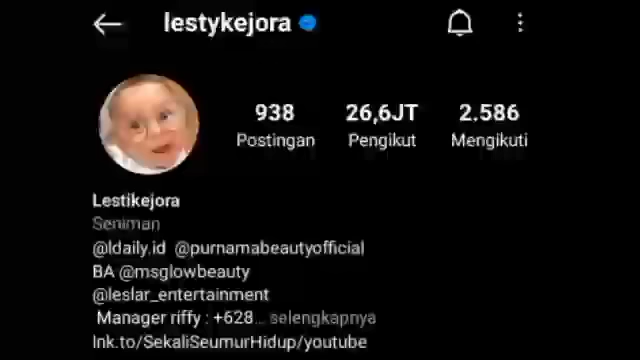 lestykejora
938 26,6JT 2.586
Postingan Pengikut Mengikuti
Lestikejora
Seniman
@ldaily.id @purnamabeautyofficial
BA @msglowbeauty
@leslar_entertainment
Manager riffy : +628... selengkapnya
lnk.to/SekaliSeumurHidup/youtube